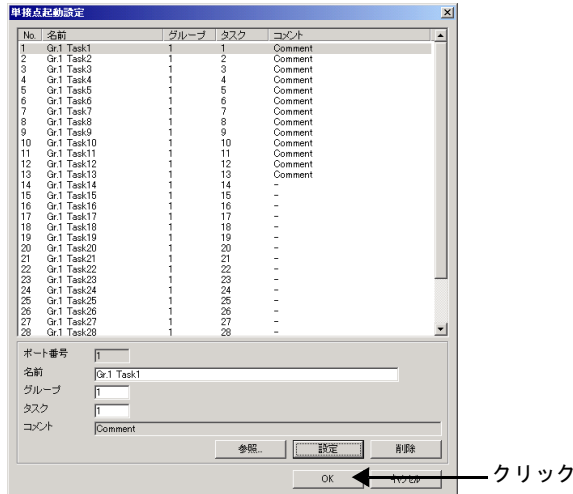 単接点起動設定
No. 名前 グループ タスク コメント
1 Gr.1 Task1 1 1 Comment
2 Gr.1 Task2 1 2 Comment
3 Gr.1 Task3 1 3 Comment
4 Gr.1 Task4 1 4 Comment
5 Gr.1 Task5 1 5 Comment
6 Gr.1 Task6 1 6 Comment
7 Gr.1 Task7 1 7 Comment
8 Gr.1 Task8 1 8 Comment
9 Gr.1 Task9 1 9 Comment
10 Gr.1 Task10 1 10 Comment
11 Gr.1 Task11 1 11 Comment
12 Gr.1 Task12 1 12 Comment
13 Gr.1 Task13 1 13 Comment
14 Gr.1 Task14 1 14 -
15 Gr.1 Task15 1 15 -
16 Gr.1 Task16 1 16 -
17 Gr.1 Task17 1 17 -
18 Gr.1 Task18 1 18 -
19 Gr.1 Task19 1 19 -
20 Gr.1 Task20 1 20 -
21 Gr.1 Task21 1 21 -
22 Gr.1 Task22 1 22 -
23 Gr.1 Task23 1 23 -
24 Gr.1 Task24 1 24 -
25 Gr.1 Task25 1 25 -
26 Gr.1 Task26 1 26 -
27 Gr.1 Task27 1 27 -
28 Gr.1 Task28 1 28 -
ポート番号 1
名前 Gr.1 Task1
グループ 1
タスク 1
コメント Comment
参照... 設定 削除
OK キャンセル クリック